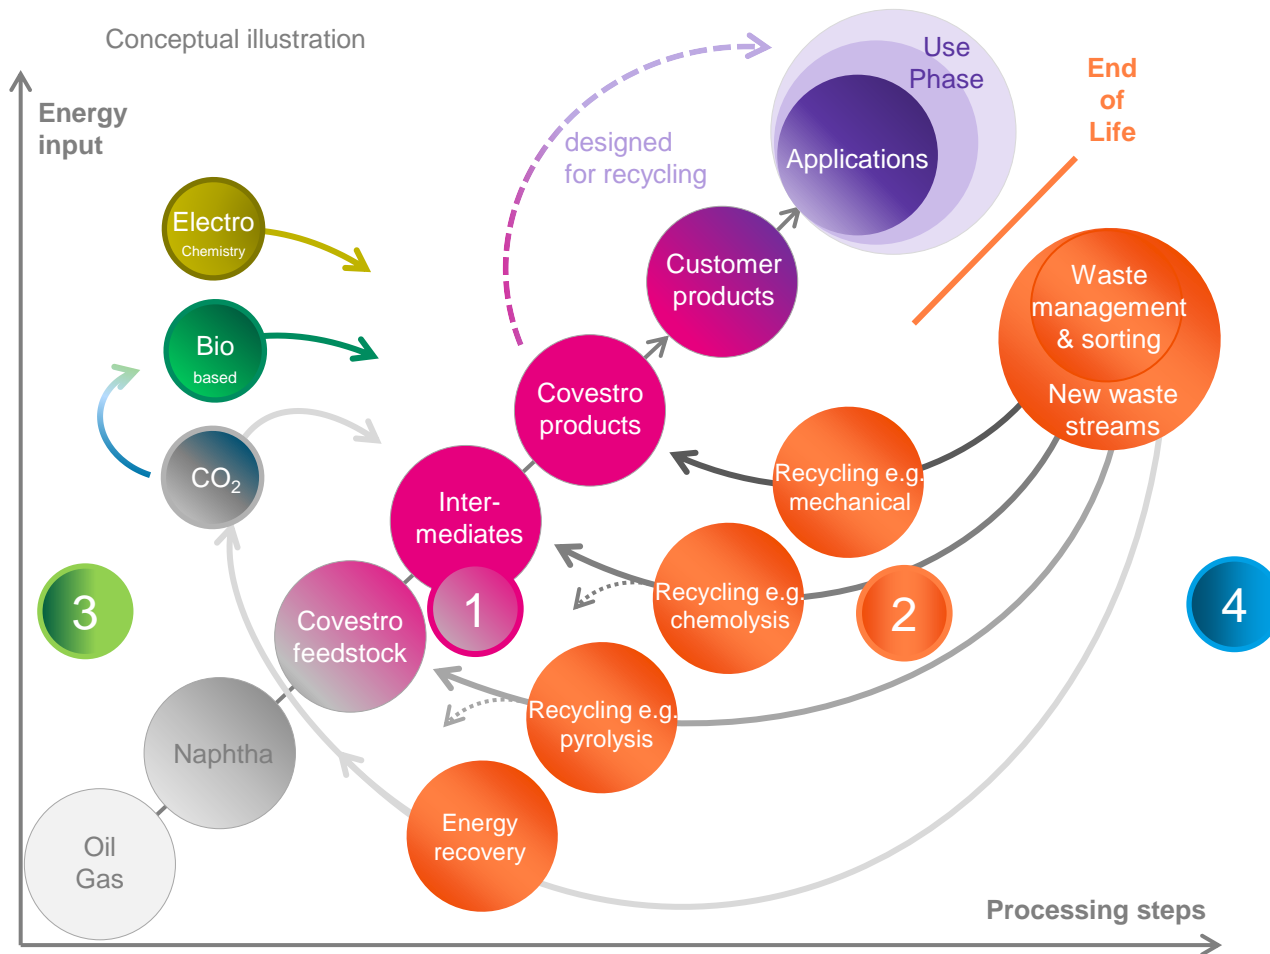 Conceptual illustration
Energy
input
Use
Phase
End
of
Life
designed
for recycling
Applications
Electro
Chemistry
Customer
products
Waste
management
& sorting
New waste
streams
Bio
based
Covestro
products
CO₂
Recycling e.g.
mechanical
Inter-
mediates
Recycling e.g.
chemolysis
3
1
2
4
Covestro
feedstock
Recycling e.g.
pyrolysis
Naphtha
Energy
recovery
Oil
Gas
Processing steps